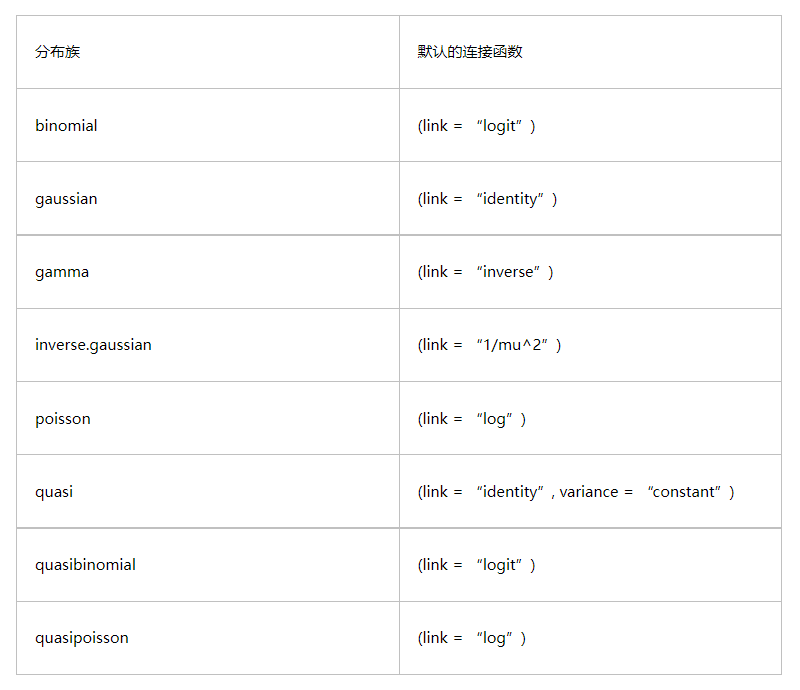 分布族 默认的连接函数
binomial (link = “logit”)
gaussian (link = “identity”)
gamma (link = “inverse”)
inverse.gaussian (link = “1/mu^2”)
poisson (link = “log”)
quasi (link = “identity”, variance = “constant”)
quasibinomial (link = “logit”)
quasipoisson (link = “log”)